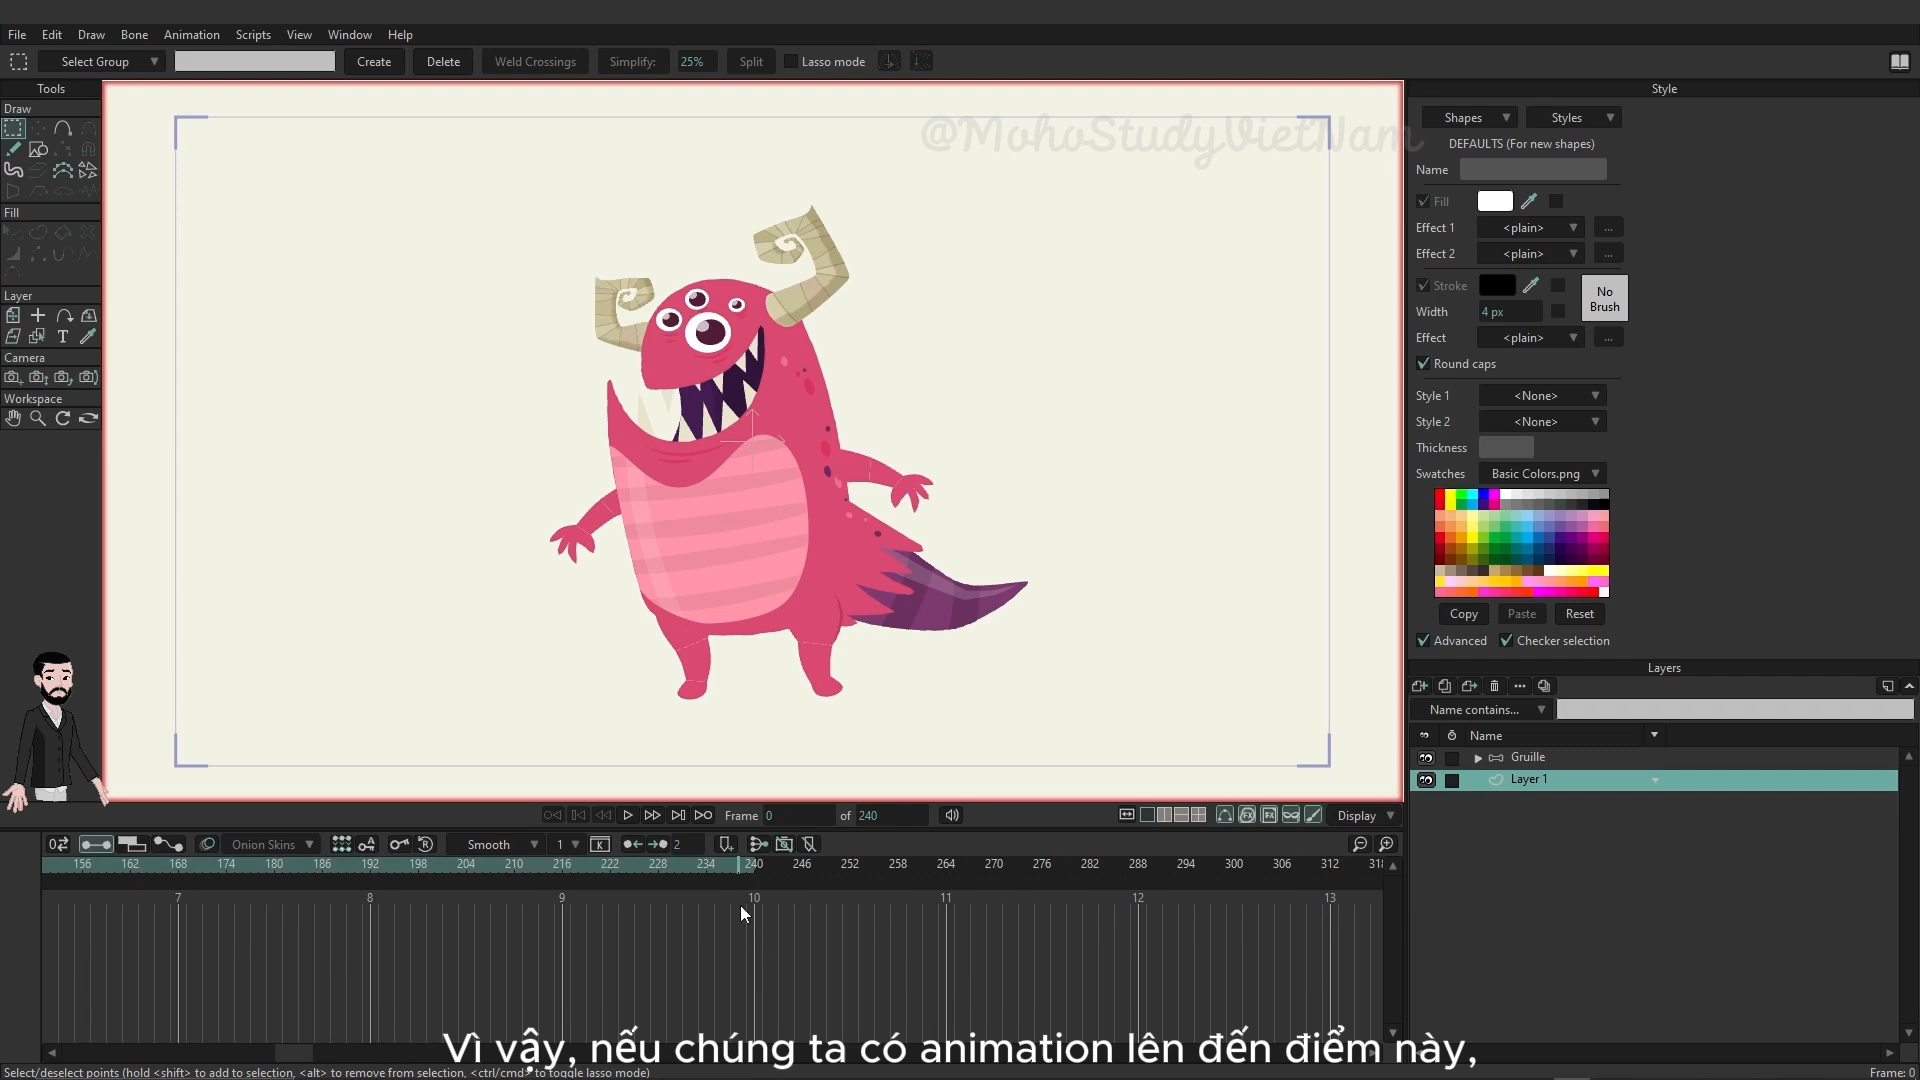 File Edit Draw Bone Animation Scripts View Window Help
Select Group Create Delete Weld Crossings Simplify: 25% Split Lasso mode
Tools
Draw
Fill
Layer
Camera
Workspace
@MohoStudyVietNam
Style
Shapes Styles
DEFAULTS (For new shapes)
Name
Fill
Effect 1 <plain> ...
Effect 2 <plain> ...
Stroke
No Brush
Width 4 px
Effect <plain> ...
Round caps
Style 1 <None>
Style 2 <None>
Thickness
Swatches Basic Colors.png
Copy Paste Reset
Advanced Checker selection
Layers
Name contains...
Name
Gruille
Layer 1
Frame 0 of 240 Display
Onion Skins Smooth 1 2
156 162 168 174 180 186 192 198 204 210 216 222 228 234 240 246 252 258 264 270 276 282 288 294 300 306 312
7 8 9 10 11 12 13
Vì vậy, nếu chúng ta có animation lên đến điểm này,
Select/deselect points (hold <shift> to add to selection, <alt> to remove from selection, <ctrl/cmd> to toggle lasso mode)
Frame: 0